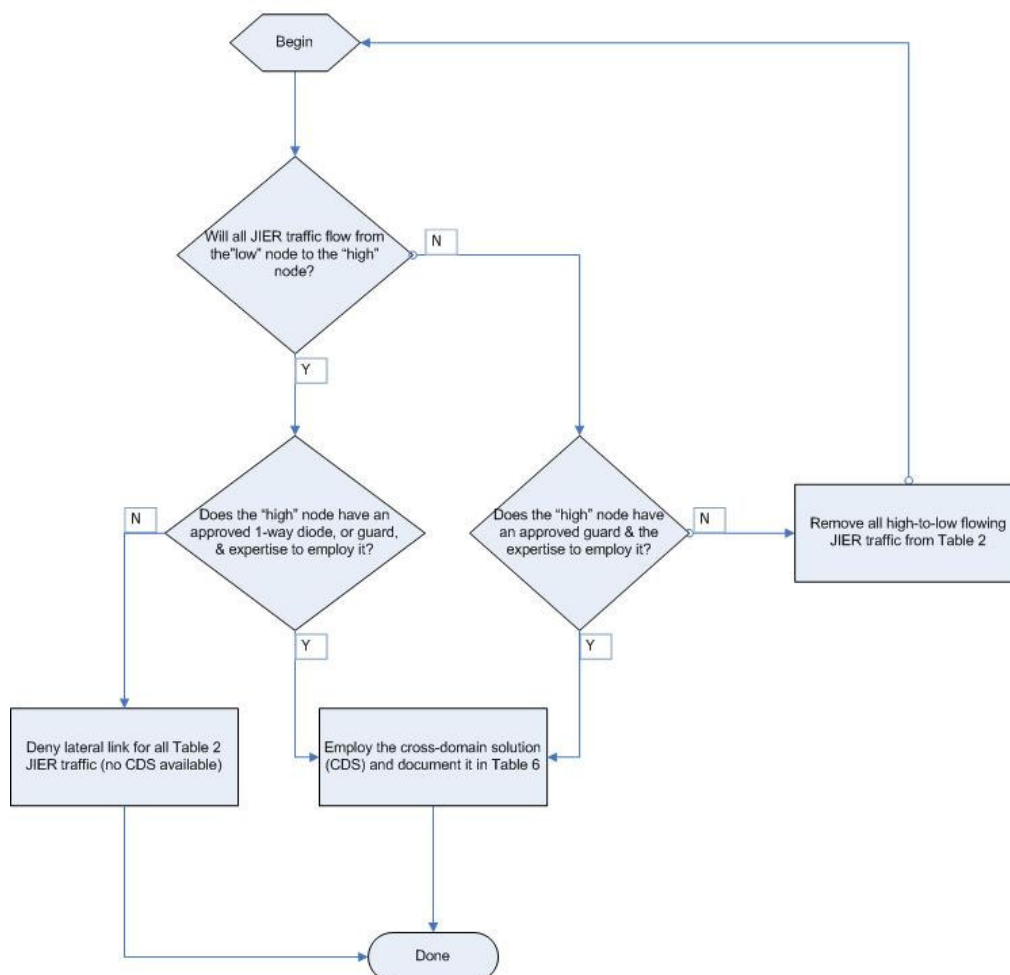 Begin
Will all JIER traffic flow from
the"low" node to the “high”
node?
N
Y
Does the “high” node have an
approved 1-way diode, or guard,
& expertise to employ it?
N
Y
Does the “high” node have an
approved guard & the
expertise to employ it?
N
Y
Remove all high-to-low flowing
JIER traffic from Table 2
Deny lateral link for all Table 2
JIER traffic (no CDS available)
Employ the cross-domain solution
(CDS) and document it in Table 6
Done